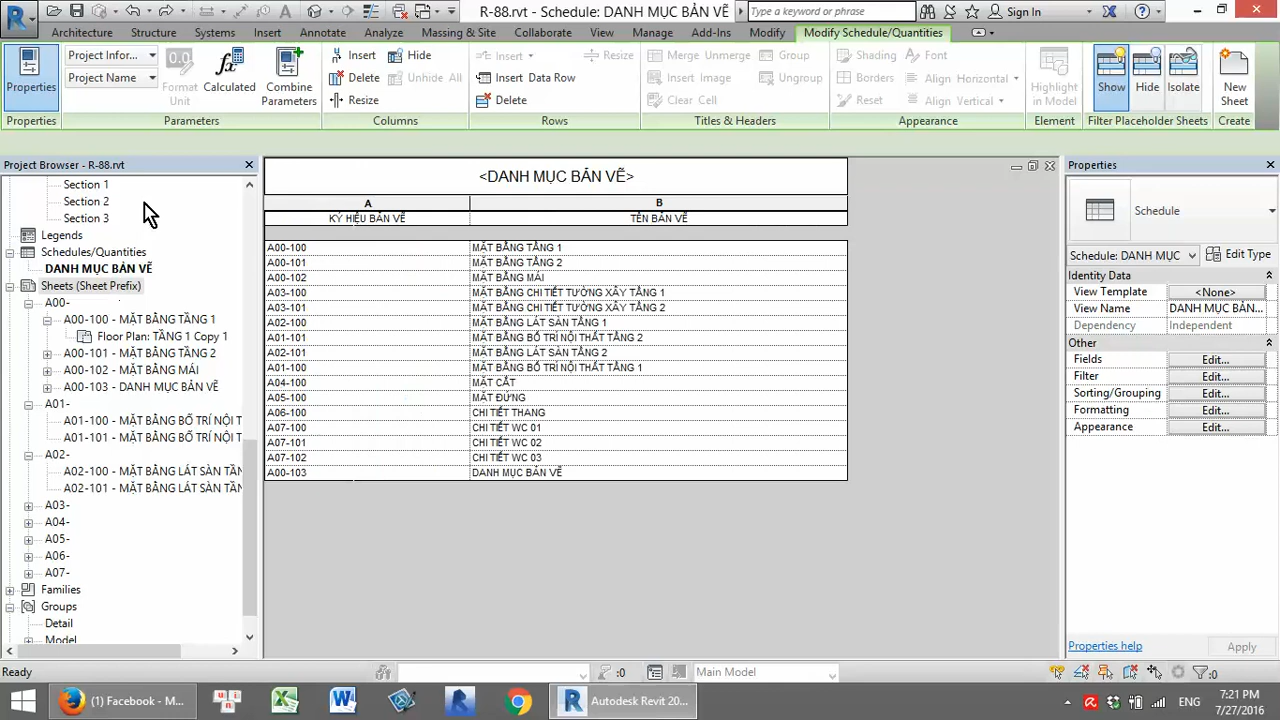 R-88.rvt - Schedule: DANH MỤC BẢN VẼ
Type a keyword or phrase
Sign In
Architecture Structure Systems Insert Annotate Analyze Massing & Site Collaborate View Manage Add-Ins Modify Modify Schedule/Quantities
Project Infor...
Project Name
Properties
Format Unit
Calculated
Combine Parameters
Insert
Hide
Delete
Unhide All
Resize
Insert
Resize
Insert Data Row
Delete
Merge Unmerge
Group
Insert Image
Ungroup
Clear Cell
Shading
Font
Borders
Align Horizontal
Reset
Align Vertical
Highlight in Model
Show
Hide
Isolate
New Sheet
Properties Parameters Columns Rows Titles & Headers Appearance Element Filter Placeholder Sheets Create
Project Browser - R-88.rvt
Section 1
Section 2
Section 3
Legends
Schedules/Quantities
DANH MỤC BẢN VẼ
Sheets (Sheet Prefix)
A00-
A00-100 - MẶT BẰNG TẦNG 1
Floor Plan: TẦNG 1 Copy 1
A00-101 - MẶT BẰNG TẦNG 2
A00-102 - MẶT BẰNG MÁI
A00-103 - DANH MỤC BẢN VẼ
A01-
A01-100 - MẶT BẰNG BỐ TRÍ NỘI T
A01-101 - MẶT BẰNG BỐ TRÍ NỘI T
A02-
A02-100 - MẶT BẰNG LÁT SÀN TẦN
A02-101 - MẶT BẰNG LÁT SÀN TẦN
A03-
A04-
A05-
A06-
A07-
Families
Groups
Detail
Model
<DANH MỤC BẢN VẼ>
A B
KÝ HIỆU BẢN VẼ TÊN BẢN VẼ
A00-100 MẶT BẰNG TẦNG 1
A00-101 MẶT BẰNG TẦNG 2
A00-102 MẶT BẰNG MÁI
A03-100 MẶT BẰNG CHI TIẾT TƯỜNG XÂY TẦNG 1
A03-101 MẶT BẰNG CHI TIẾT TƯỜNG XÂY TẦNG 2
A02-100 MẶT BẰNG LÁT SÀN TẦNG 1
A01-101 MẶT BẰNG BỐ TRÍ NỘI THẤT TẦNG 2
A02-101 MẶT BẰNG LÁT SÀN TẦNG 2
A01-100 MẶT BẰNG BỐ TRÍ NỘI THẤT TẦNG 1
A04-100 MẶT CẮT
A05-100 MẶT ĐỨNG
A06-100 CHI TIẾT THANG
A07-100 CHI TIẾT WC 01
A07-101 CHI TIẾT WC 02
A07-102 CHI TIẾT WC 03
A00-103 DANH MỤC BẢN VẼ
Properties
Schedule
Schedule: DANH MỤC
Edit Type
Identity Data
View Template <None>
View Name DANH MỤC BẢN...
Dependency Independent
Other
Fields Edit...
Filter Edit...
Sorting/Grouping Edit...
Formatting Edit...
Appearance Edit...
Properties help
Apply
Ready
:0
Main Model
:0
(1) Facebook - M...
Autodesk Revit 20...
ENG
7:21 PM
7/27/2016